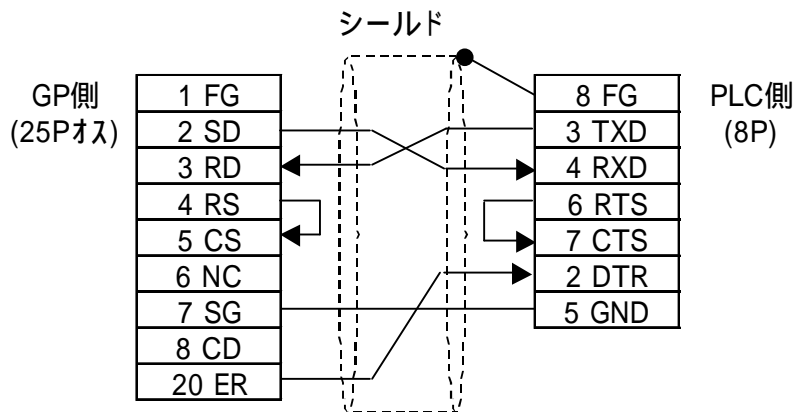 シールド
GP側
(25Pオス)
1 FG
2 SD
3 RD
4 RS
5 CS
6 NC
7 SG
8 CD
20 ER
8 FG
3 TXD
4 RXD
6 RTS
7 CTS
2 DTR
5 GND
PLC側
(8P)